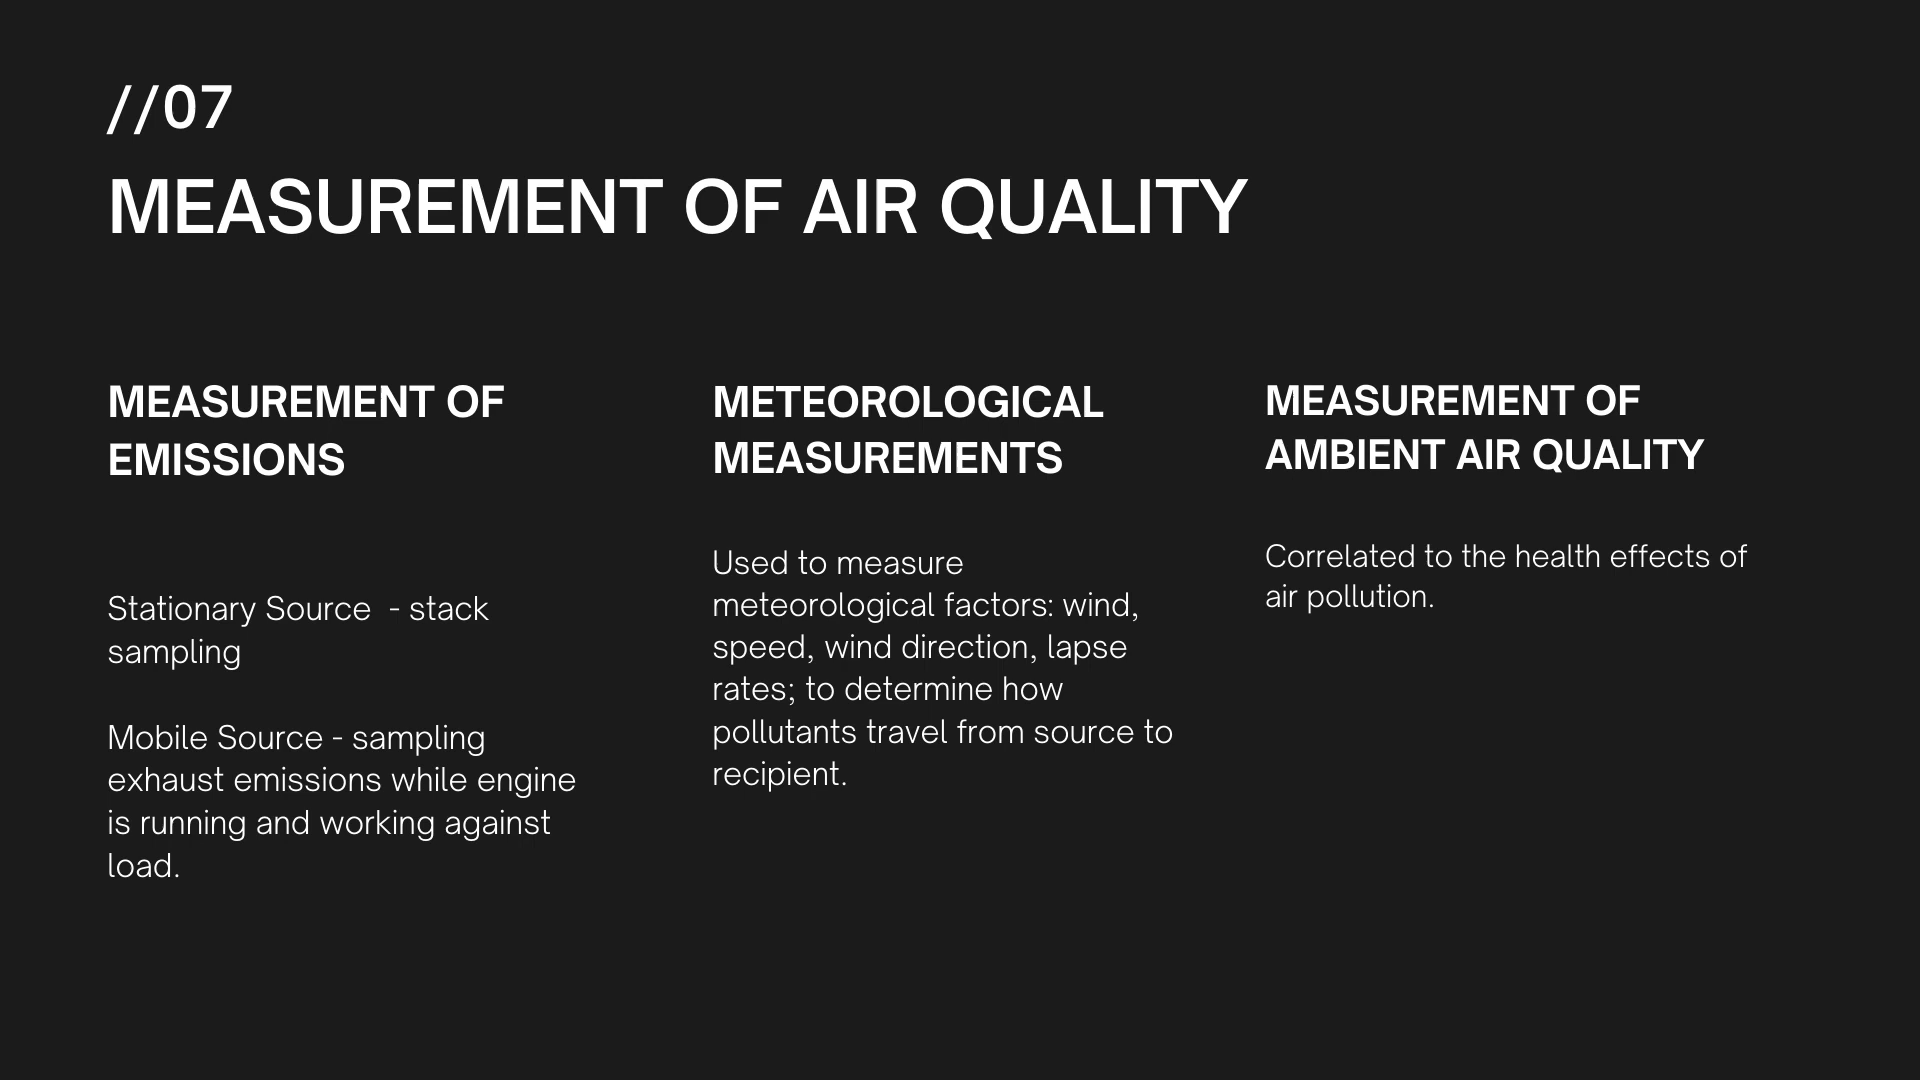 //07
MEASUREMENT OF AIR QUALITY
MEASUREMENT OF
EMISSIONS
Stationary Source  - stack
sampling
Mobile Source - sampling
exhaust emissions while engine
is running and working against
load.
METEOROLOGICAL
MEASUREMENTS
Used to measure
meteorological factors: wind,
speed, wind direction, lapse
rates; to determine how
pollutants travel from source to
recipient.
MEASUREMENT OF
AMBIENT AIR QUALITY
Correlated to the health effects of
air pollution.